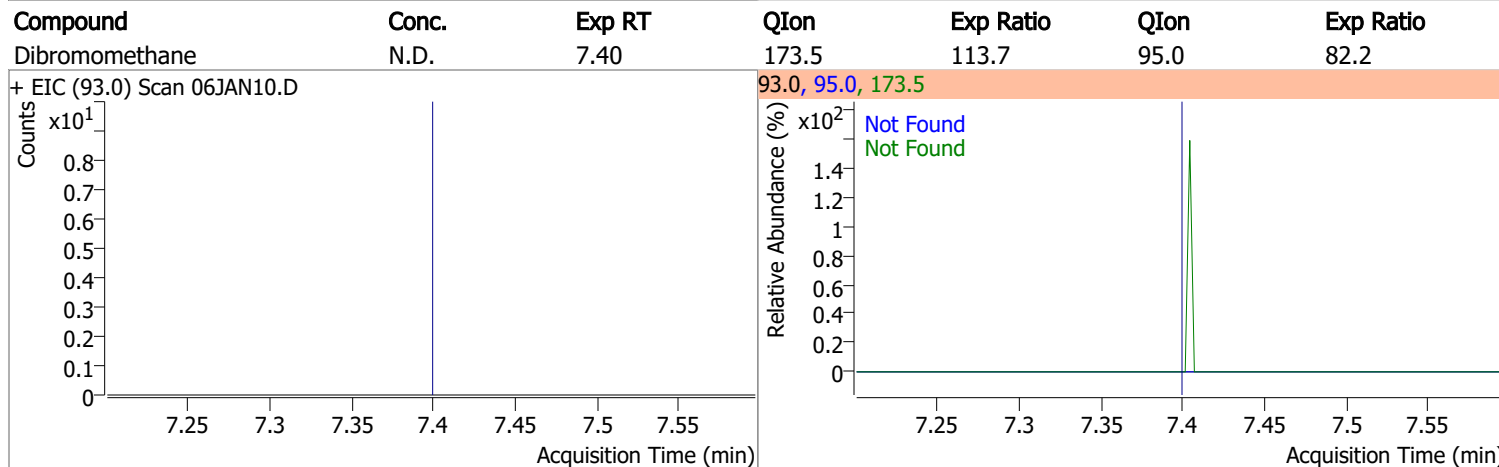 Compound Conc. Exp RT QIon Exp Ratio QIon Exp Ratio
Dibromomethane N.D. 7.40 173.5 113.7 95.0 82.2
+ EIC (93.0) Scan 06JAN10.D
Counts
x10¹
0.8
0.7
0.6
0.5
0.4
0.3
0.2
0.1
0
7.25 7.3 7.35 7.4 7.45 7.5 7.55
Acquisition Time (min)
93.0, 95.0, 173.5
Relative Abundance (%)
x10²
Not Found
Not Found
1.4
1.2
1
0.8
0.6
0.4
0.2
0
7.25 7.3 7.35 7.4 7.45 7.5 7.55
Acquisition Time (min)